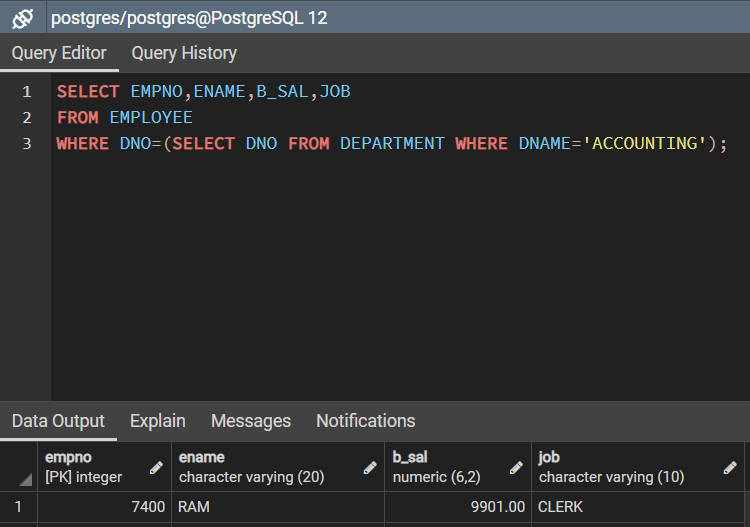 postgres/postgres@PostgreSQL 12
Query Editor Query History
1 SELECT EMPNO,ENAME,B_SAL,JOB
2 FROM EMPLOYEE
3 WHERE DNO=(SELECT DNO FROM DEPARTMENT WHERE DNAME='ACCOUNTING');
Data Output Explain Messages Notifications
empno ename b_sal job
[PK] integer character varying (20) numeric (6,2) character varying (10)
1 7400 RAM 9901.00 CLERK